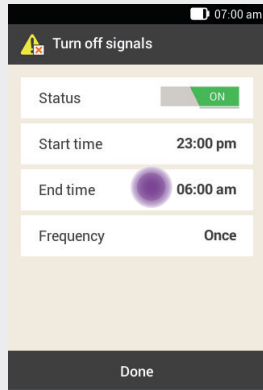 07:00 am
Turn off signals
Status ON
Start time 23:00 pm
End time 06:00 am
Frequency Once
Done